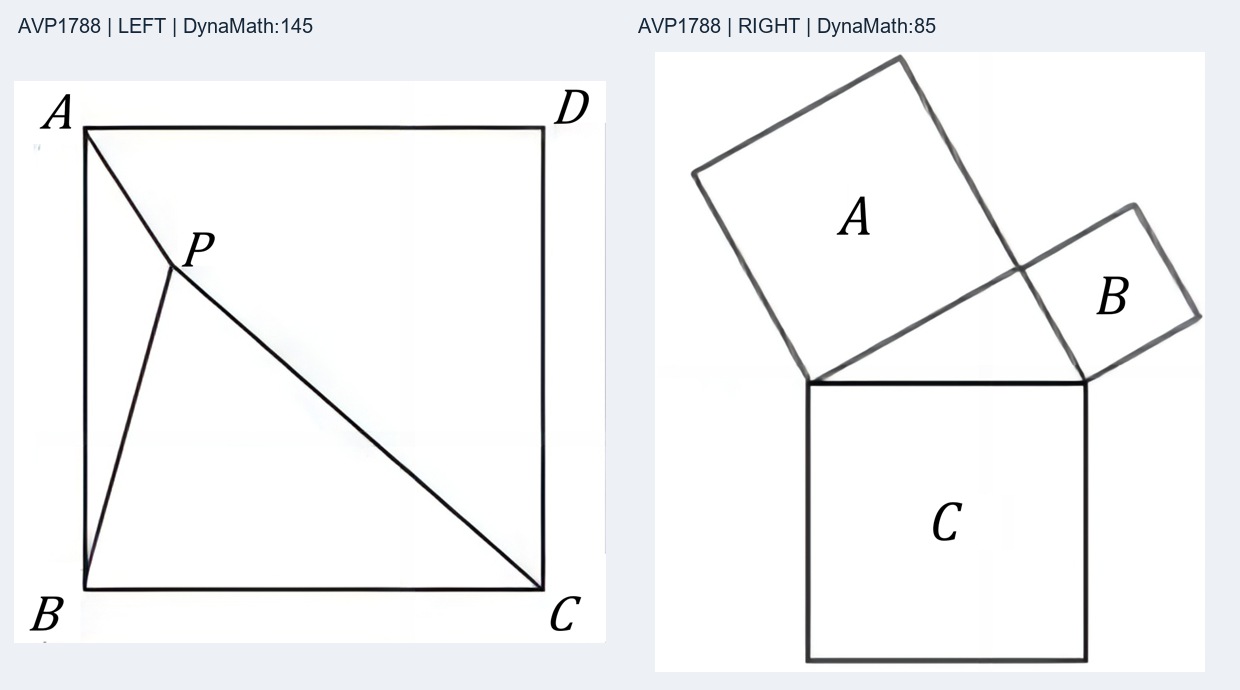 AVP1788 | LEFT | DynaMath:145
A
D
P
B
C
AVP1788 | RIGHT | DynaMath:85
A
B
C